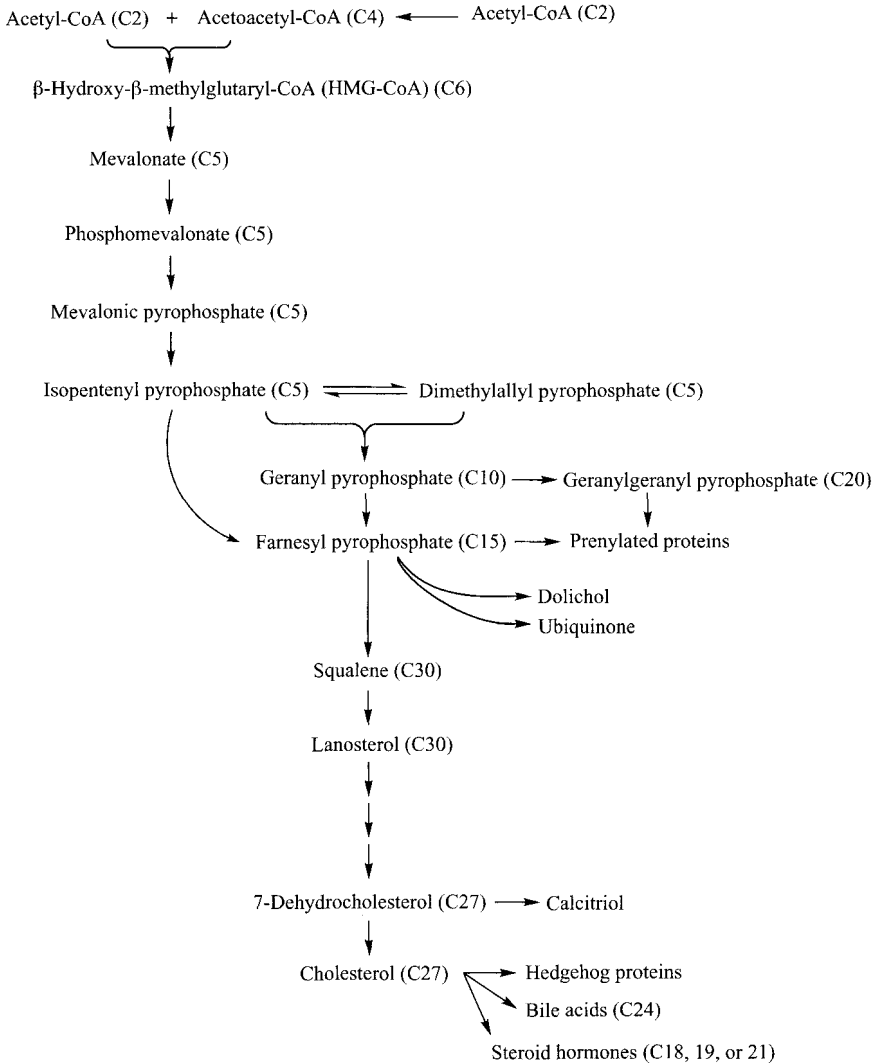 Acetyl-CoA (C2) + Acetoacetyl-CoA (C4) Acetyl-CoA (C2)
β-Hydroxy-β-methylglutaryl-CoA (HMG-CoA) (C6)
Mevalonate (C5)
Phosphomevalonate (C5)
Mevalonic pyrophosphate (C5)
Isopentenyl pyrophosphate (C5) Dimethylallyl pyrophosphate (C5)
Geranyl pyrophosphate (C10) Geranylgeranyl pyrophosphate (C20)
Farnesyl pyrophosphate (C15) Prenylated proteins
Dolichol
Ubiquinone
Squalene (C30)
Lanosterol (C30)
7-Dehydrocholesterol (C27) Calcitriol
Cholesterol (C27) Hedgehog proteins
Bile acids (C24)
Steroid hormones (C18, 19, or 21)